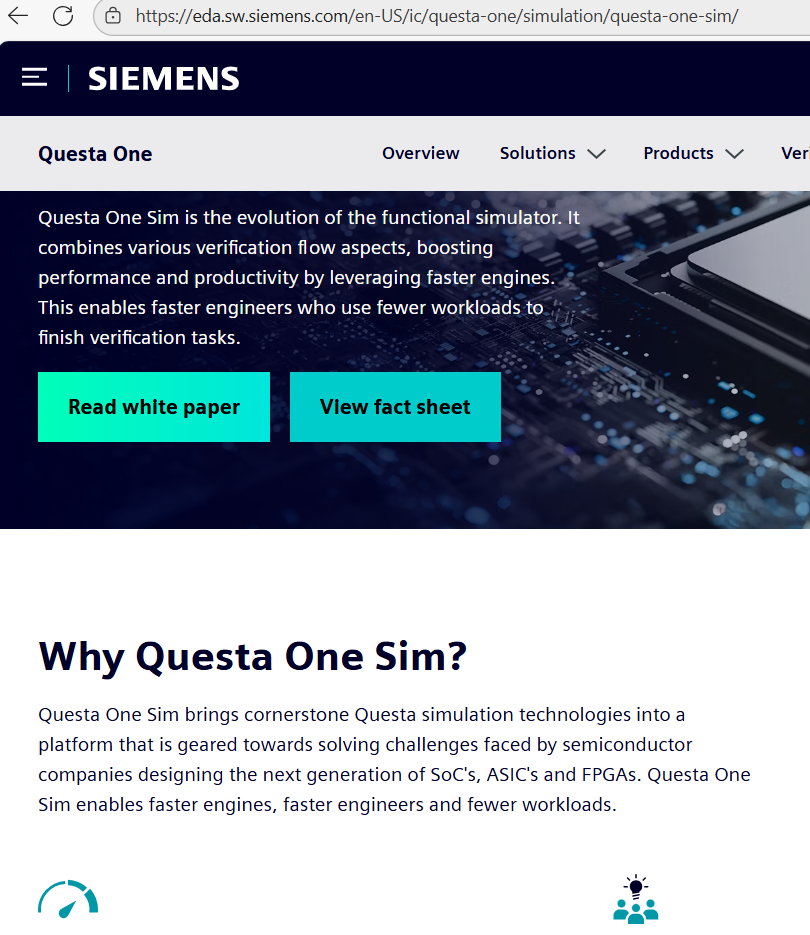 https://eda.sw.siemens.com/en-US/ic/questa-one/simulation/questa-one-sim/
SIEMENS
Questa One
Overview
Solutions
Products
Ver
Questa One Sim is the evolution of the functional simulator. It
combines various verification flow aspects, boosting
performance and productivity by leveraging faster engines.
This enables faster engineers who use fewer workloads to
finish verification tasks.
Read white paper
View fact sheet
Why Questa One Sim?
Questa One Sim brings cornerstone Questa simulation technologies into a
platform that is geared towards solving challenges faced by semiconductor
companies designing the next generation of SoC's, ASIC's and FPGAs. Questa One
Sim enables faster engines, faster engineers and fewer workloads.